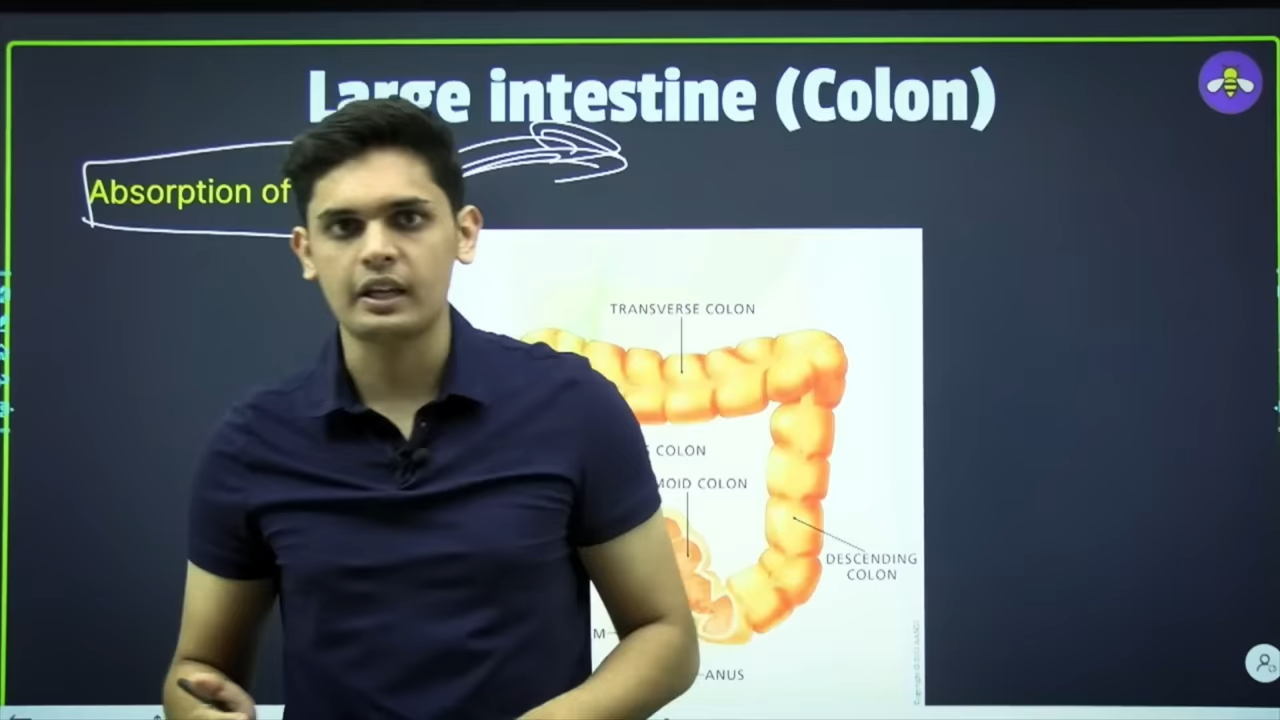 Large intestine (Colon)
Absorption of
TRANSVERSE COLON
COLON
MOID COLON
DESCENDING
COLON
M
ANUS